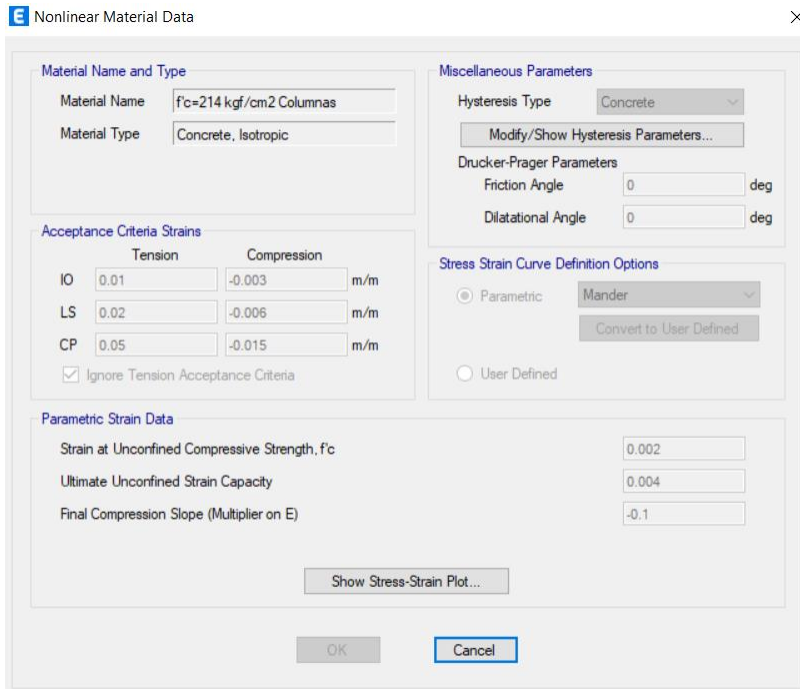 E Nonlinear Material Data
Material Name and Type
Material Name f'c=214 kgf/cm2 Columnas
Material Type Concrete, Isotropic
Miscellaneous Parameters
Hysteresis Type Concrete
Modify/Show Hysteresis Parameters...
Drucker-Prager Parameters
Friction Angle 0 deg
Dilatational Angle 0 deg
Acceptance Criteria Strains
Tension Compression
IO 0.01 -0.003 m/m
LS 0.02 -0.006 m/m
CP 0.05 -0.015 m/m
Ignore Tension Acceptance Criteria
Stress Strain Curve Definition Options
Parametric Mander
Convert to User Defined
User Defined
Parametric Strain Data
Strain at Unconfined Compressive Strength, f'c 0.002
Ultimate Unconfined Strain Capacity 0.004
Final Compression Slope (Multiplier on E) -0.1
Show Stress-Strain Plot...
OK Cancel